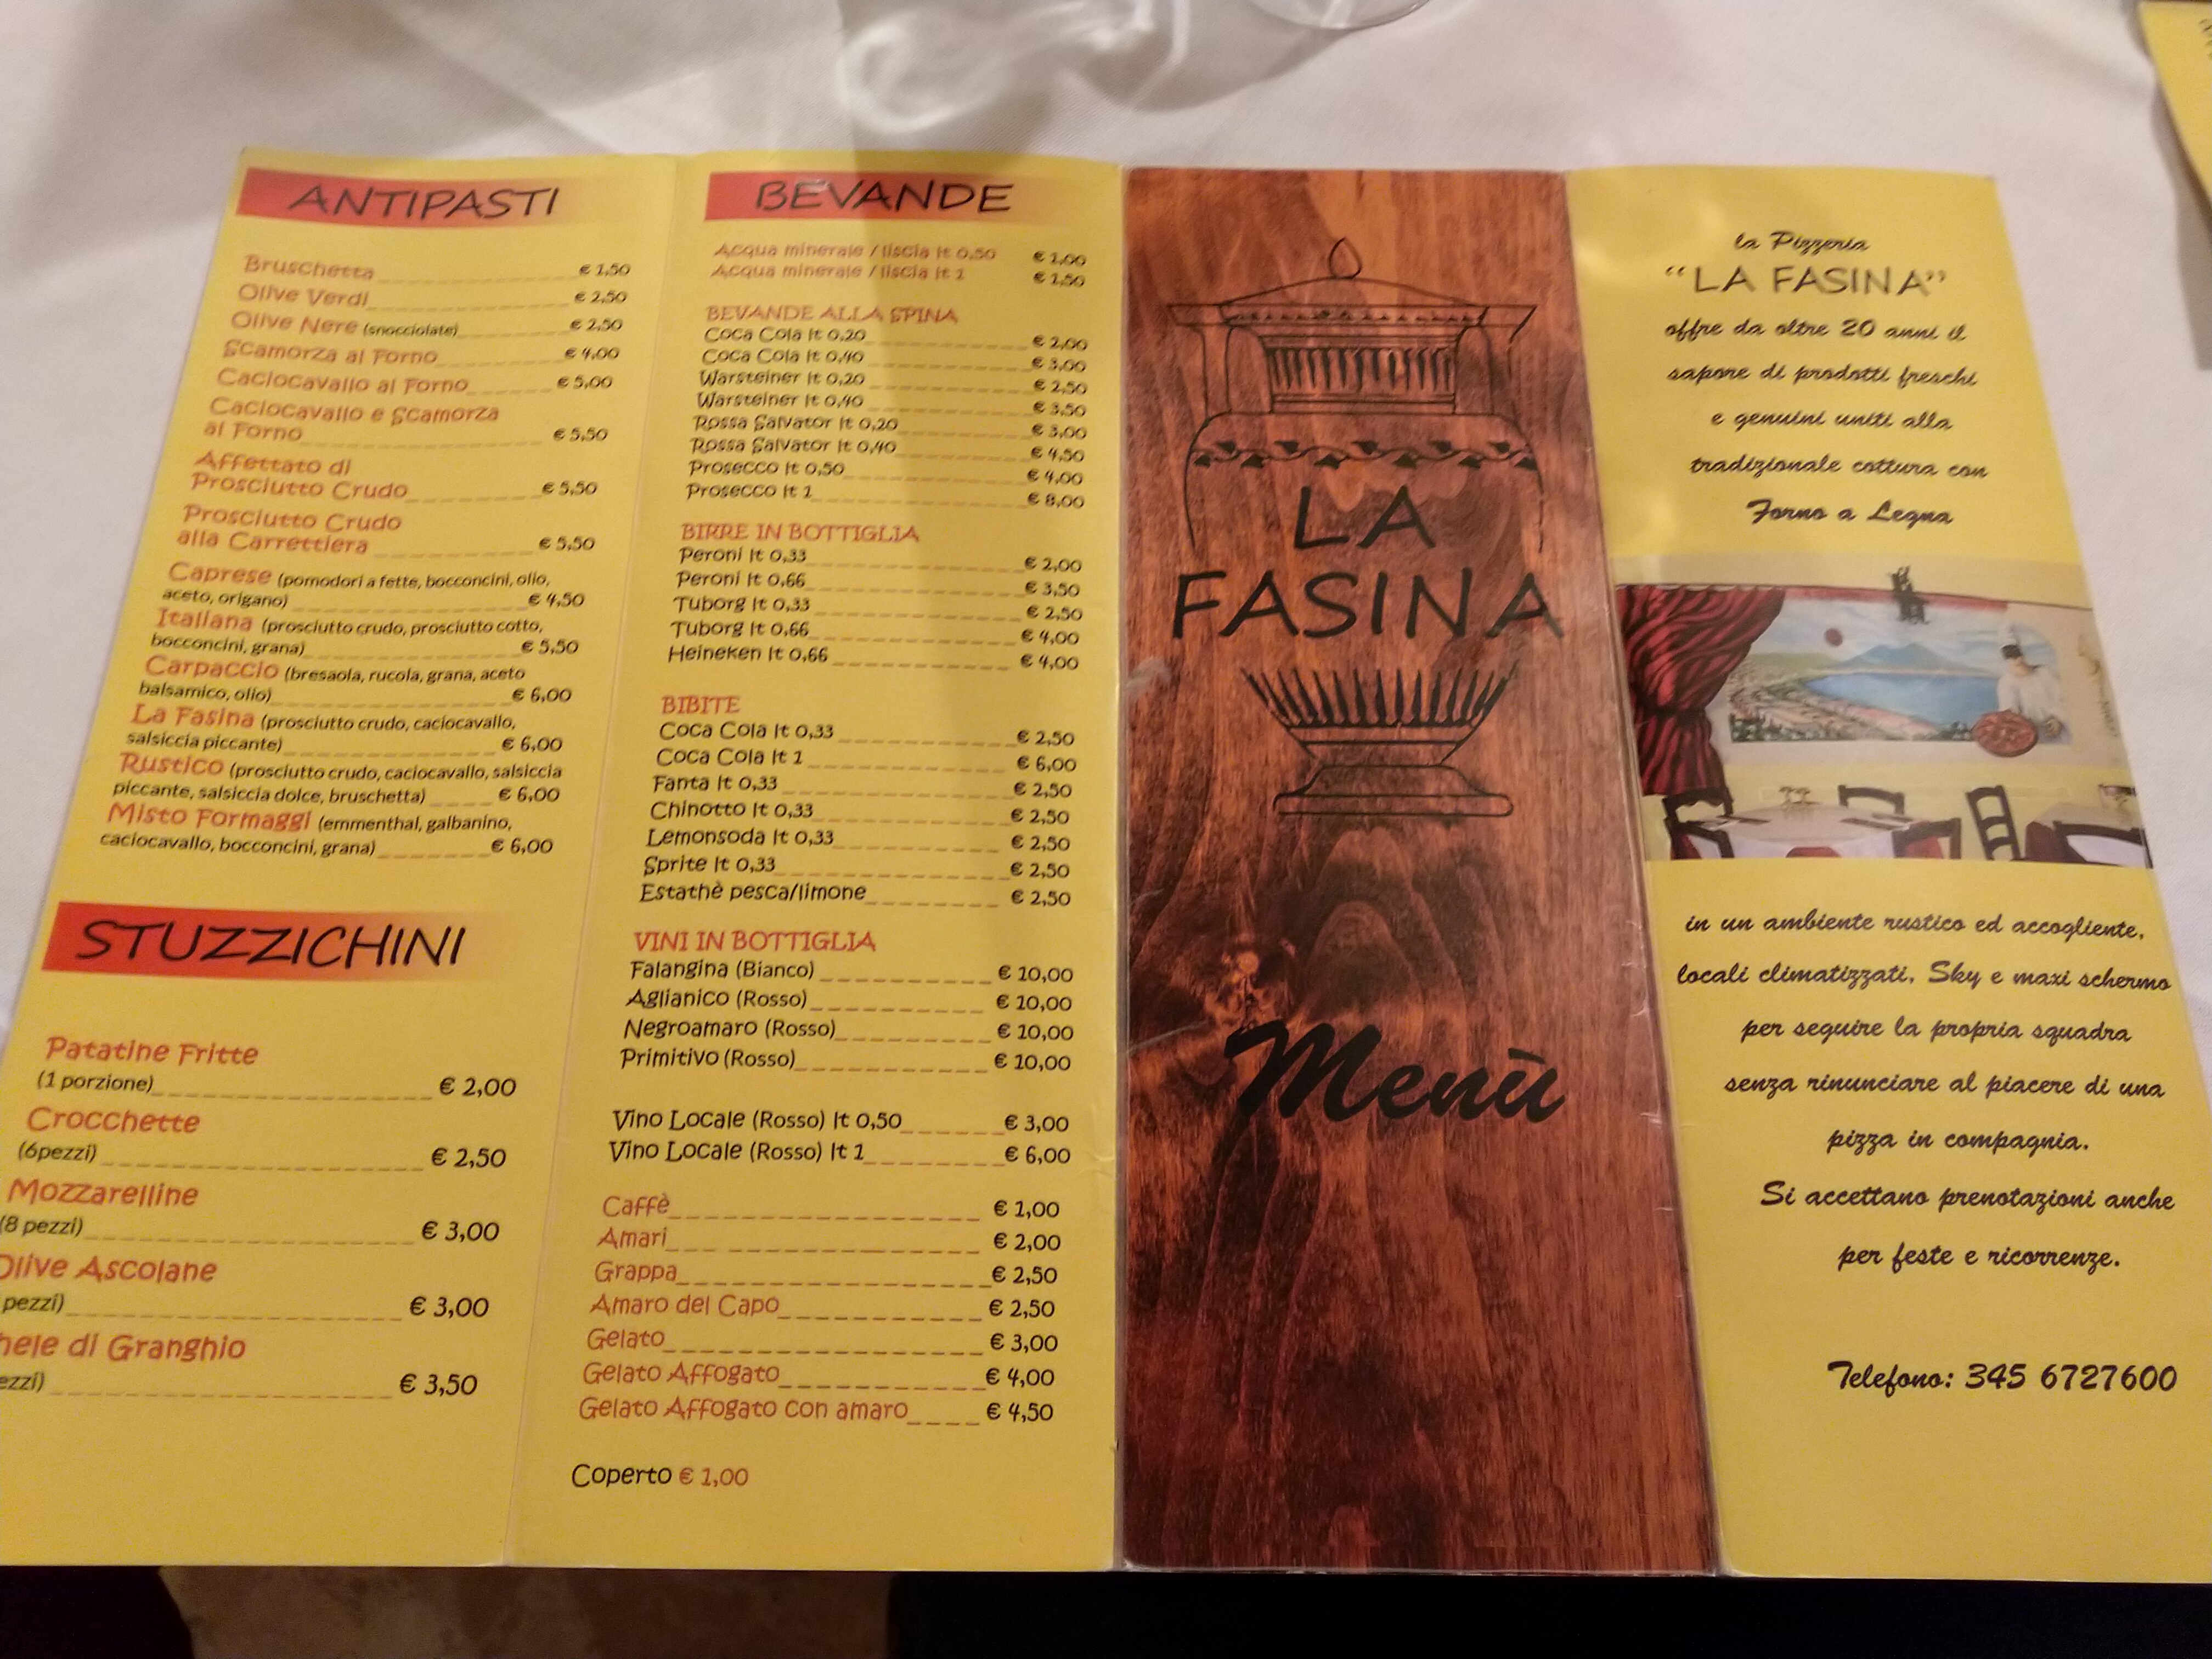 ANTIPASTI
Bruschetta € 1,50
Olive Verdi € 2,50
Olive Nere (snocciolate) € 2,50
Scamorza al Forno € 4,00
Caciocavallo al Forno € 5,00
Caciocavallo e Scamorza
al Forno € 5,50
Affettato di
Prosciutto Crudo € 5,50
Prosciutto Crudo
alla Carrettiera € 5,50
Caprese (pomodori a fette, bocconcini, olio,
aceto, origano) € 4,50
Italiana (prosciutto crudo, prosciutto cotto,
bocconcini, grana) € 5,50
Carpaccio (bresaola, rucola, grana, aceto
balsamico, olio) € 6,00
La Fasina (prosciutto crudo, caciocavallo,
salsiccia piccante) € 6,00
Rustico (prosciutto crudo, caciocavallo, salsiccia
piccante, salsiccia dolce, bruschetta) € 6,00
Misto Formaggi (emmenthal, galbanino,
caciocavallo, bocconcini, grana) € 6,00
STUZZICHINI
Patatine Fritte
(1 porzione) € 2,00
Crocchette
(6pezzi) € 2,50
Mozzarelline
(8 pezzi) € 3,00
Olive Ascolane
pezzi) € 3,00
hele di Granghio
ezzi) € 3,50
BEVANDE
Acqua minerale / liscia lt 0,50 € 1,00
Acqua minerale / liscia lt 1 € 1,50
BEVANDE ALLA SPINA
Coca Cola lt 0,20 € 2,00
Coca Cola lt 0,40 € 3,00
Warsteiner lt 0,20 € 2,50
Warsteiner lt 0,40 € 3,50
Rossa Salvator lt 0,20 € 3,00
Rossa Salvator lt 0,40 € 4,50
Prosecco lt 0,50 € 4,00
Prosecco lt 1 € 8,00
BIRRE IN BOTTIGLIA
Peroni lt 0,33 € 2,00
Peroni lt 0,66 € 3,50
Tuborg lt 0,33 € 2,50
Tuborg lt 0,66 € 4,00
Heineken lt 0,66 € 4,00
BIBITE
Coca Cola lt 0,33 € 2,50
Coca Cola lt 1 € 6,00
Fanta lt 0,33 € 2,50
Chinotto lt 0,33 € 2,50
Lemonsoda lt 0,33 € 2,50
Sprite lt 0,33 € 2,50
Estathè pesca/limone € 2,50
VINI IN BOTTIGLIA
Falangina (Bianco) € 10,00
Aglianico (Rosso) € 10,00
Negroamaro (Rosso) € 10,00
Primitivo (Rosso) € 10,00
Vino Locale (Rosso) lt 0,50 € 3,00
Vino Locale (Rosso) lt 1 € 6,00
Caffè € 1,00
Amari € 2,00
Grappa € 2,50
Amaro del Capo € 2,50
Gelato € 3,00
Gelato Affogato € 4,00
Gelato Affogato con amaro € 4,50
Coperto € 1,00
LA
FASINA
Menù
la Pizzeria
"LA FASINA"
offre da oltre 20 anni il
sapore di prodotti freschi
e genuini uniti alla
tradizionale cottura con
Forno a Legna
in un ambiente rustico ed accogliente,
locali climatizzati, Sky e maxi schermo
per seguire la propria squadra
senza rinunciare al piacere di una
pizza in compagnia.
Si accettano prenotazioni anche
per feste e ricorrenze.
Telefono: 345 6727600